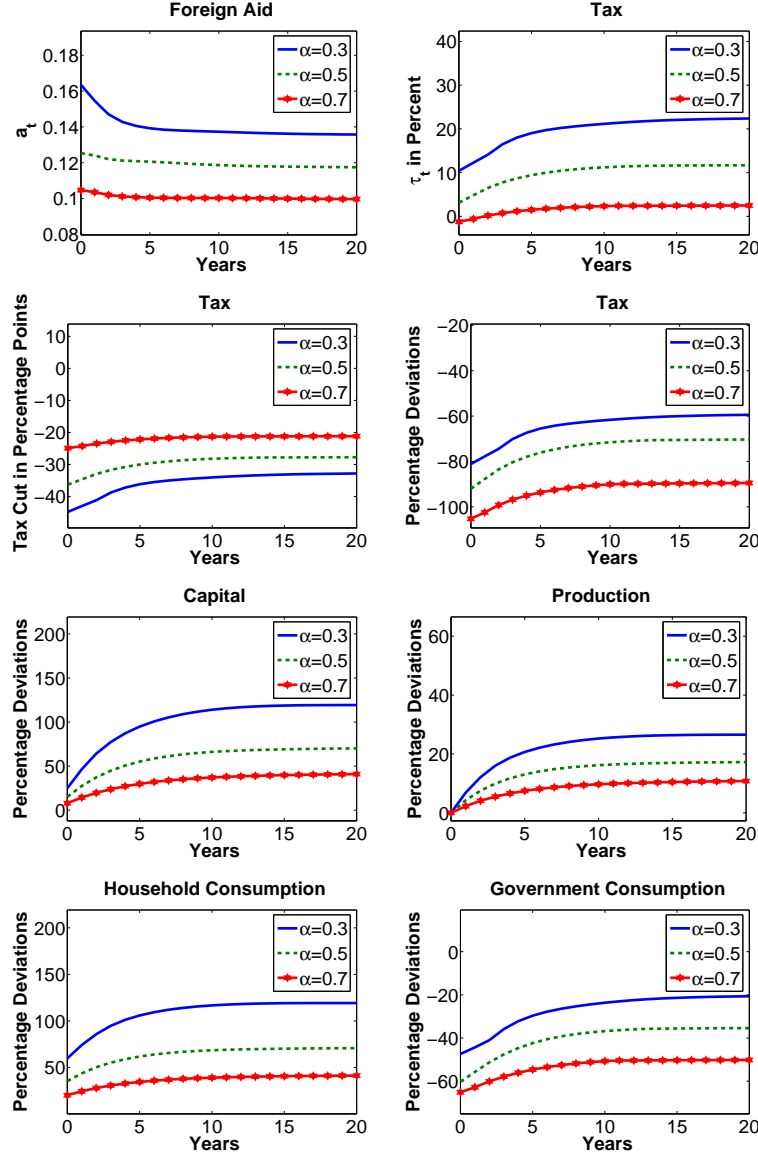 Foreign Aid
a_t
0.18
0.16
0.14
0.12
0.1
0.08
α=0.3
α=0.5
α=0.7
0 5 10 15 20
Years
Tax
τ_t in Percent
40
30
20
10
0
α=0.3
α=0.5
α=0.7
0 5 10 15 20
Years
Tax
Tax Cut in Percentage Points
10
0
−10
−20
−30
−40
α=0.3
α=0.5
α=0.7
0 5 10 15 20
Years
Tax
Percentage Deviations
−20
−40
−60
−80
−100
α=0.3
α=0.5
α=0.7
0 5 10 15 20
Years
Capital
Percentage Deviations
200
150
100
50
0
α=0.3
α=0.5
α=0.7
0 5 10 15 20
Years
Production
Percentage Deviations
60
40
20
0
α=0.3
α=0.5
α=0.7
0 5 10 15 20
Years
Household Consumption
Percentage Deviations
200
150
100
50
α=0.3
α=0.5
α=0.7
0 5 10 15 20
Years
Government Consumption
Percentage Deviations
0
−20
−40
−60
α=0.3
α=0.5
α=0.7
0 5 10 15 20
Years